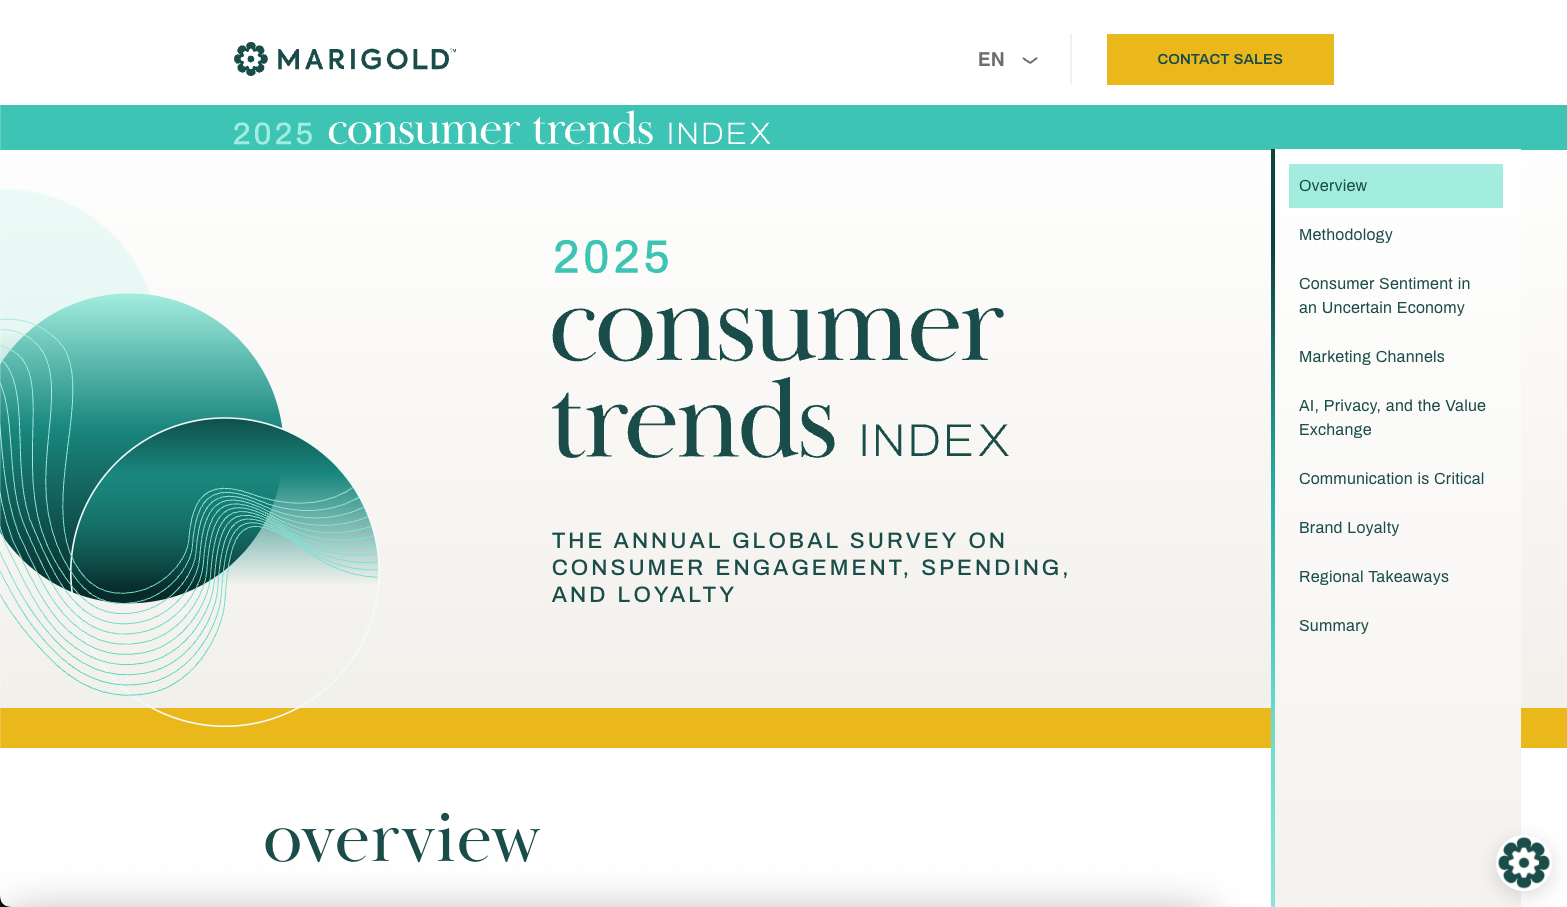 MARIGOLD™
EN
CONTACT SALES
2025 consumer trends INDEX
2025
consumer
trends INDEX
THE ANNUAL GLOBAL SURVEY ON
CONSUMER ENGAGEMENT, SPENDING,
AND LOYALTY
Overview
Methodology
Consumer Sentiment in
an Uncertain Economy
Marketing Channels
AI, Privacy, and the Value
Exchange
Communication is Critical
Brand Loyalty
Regional Takeaways
Summary
overview